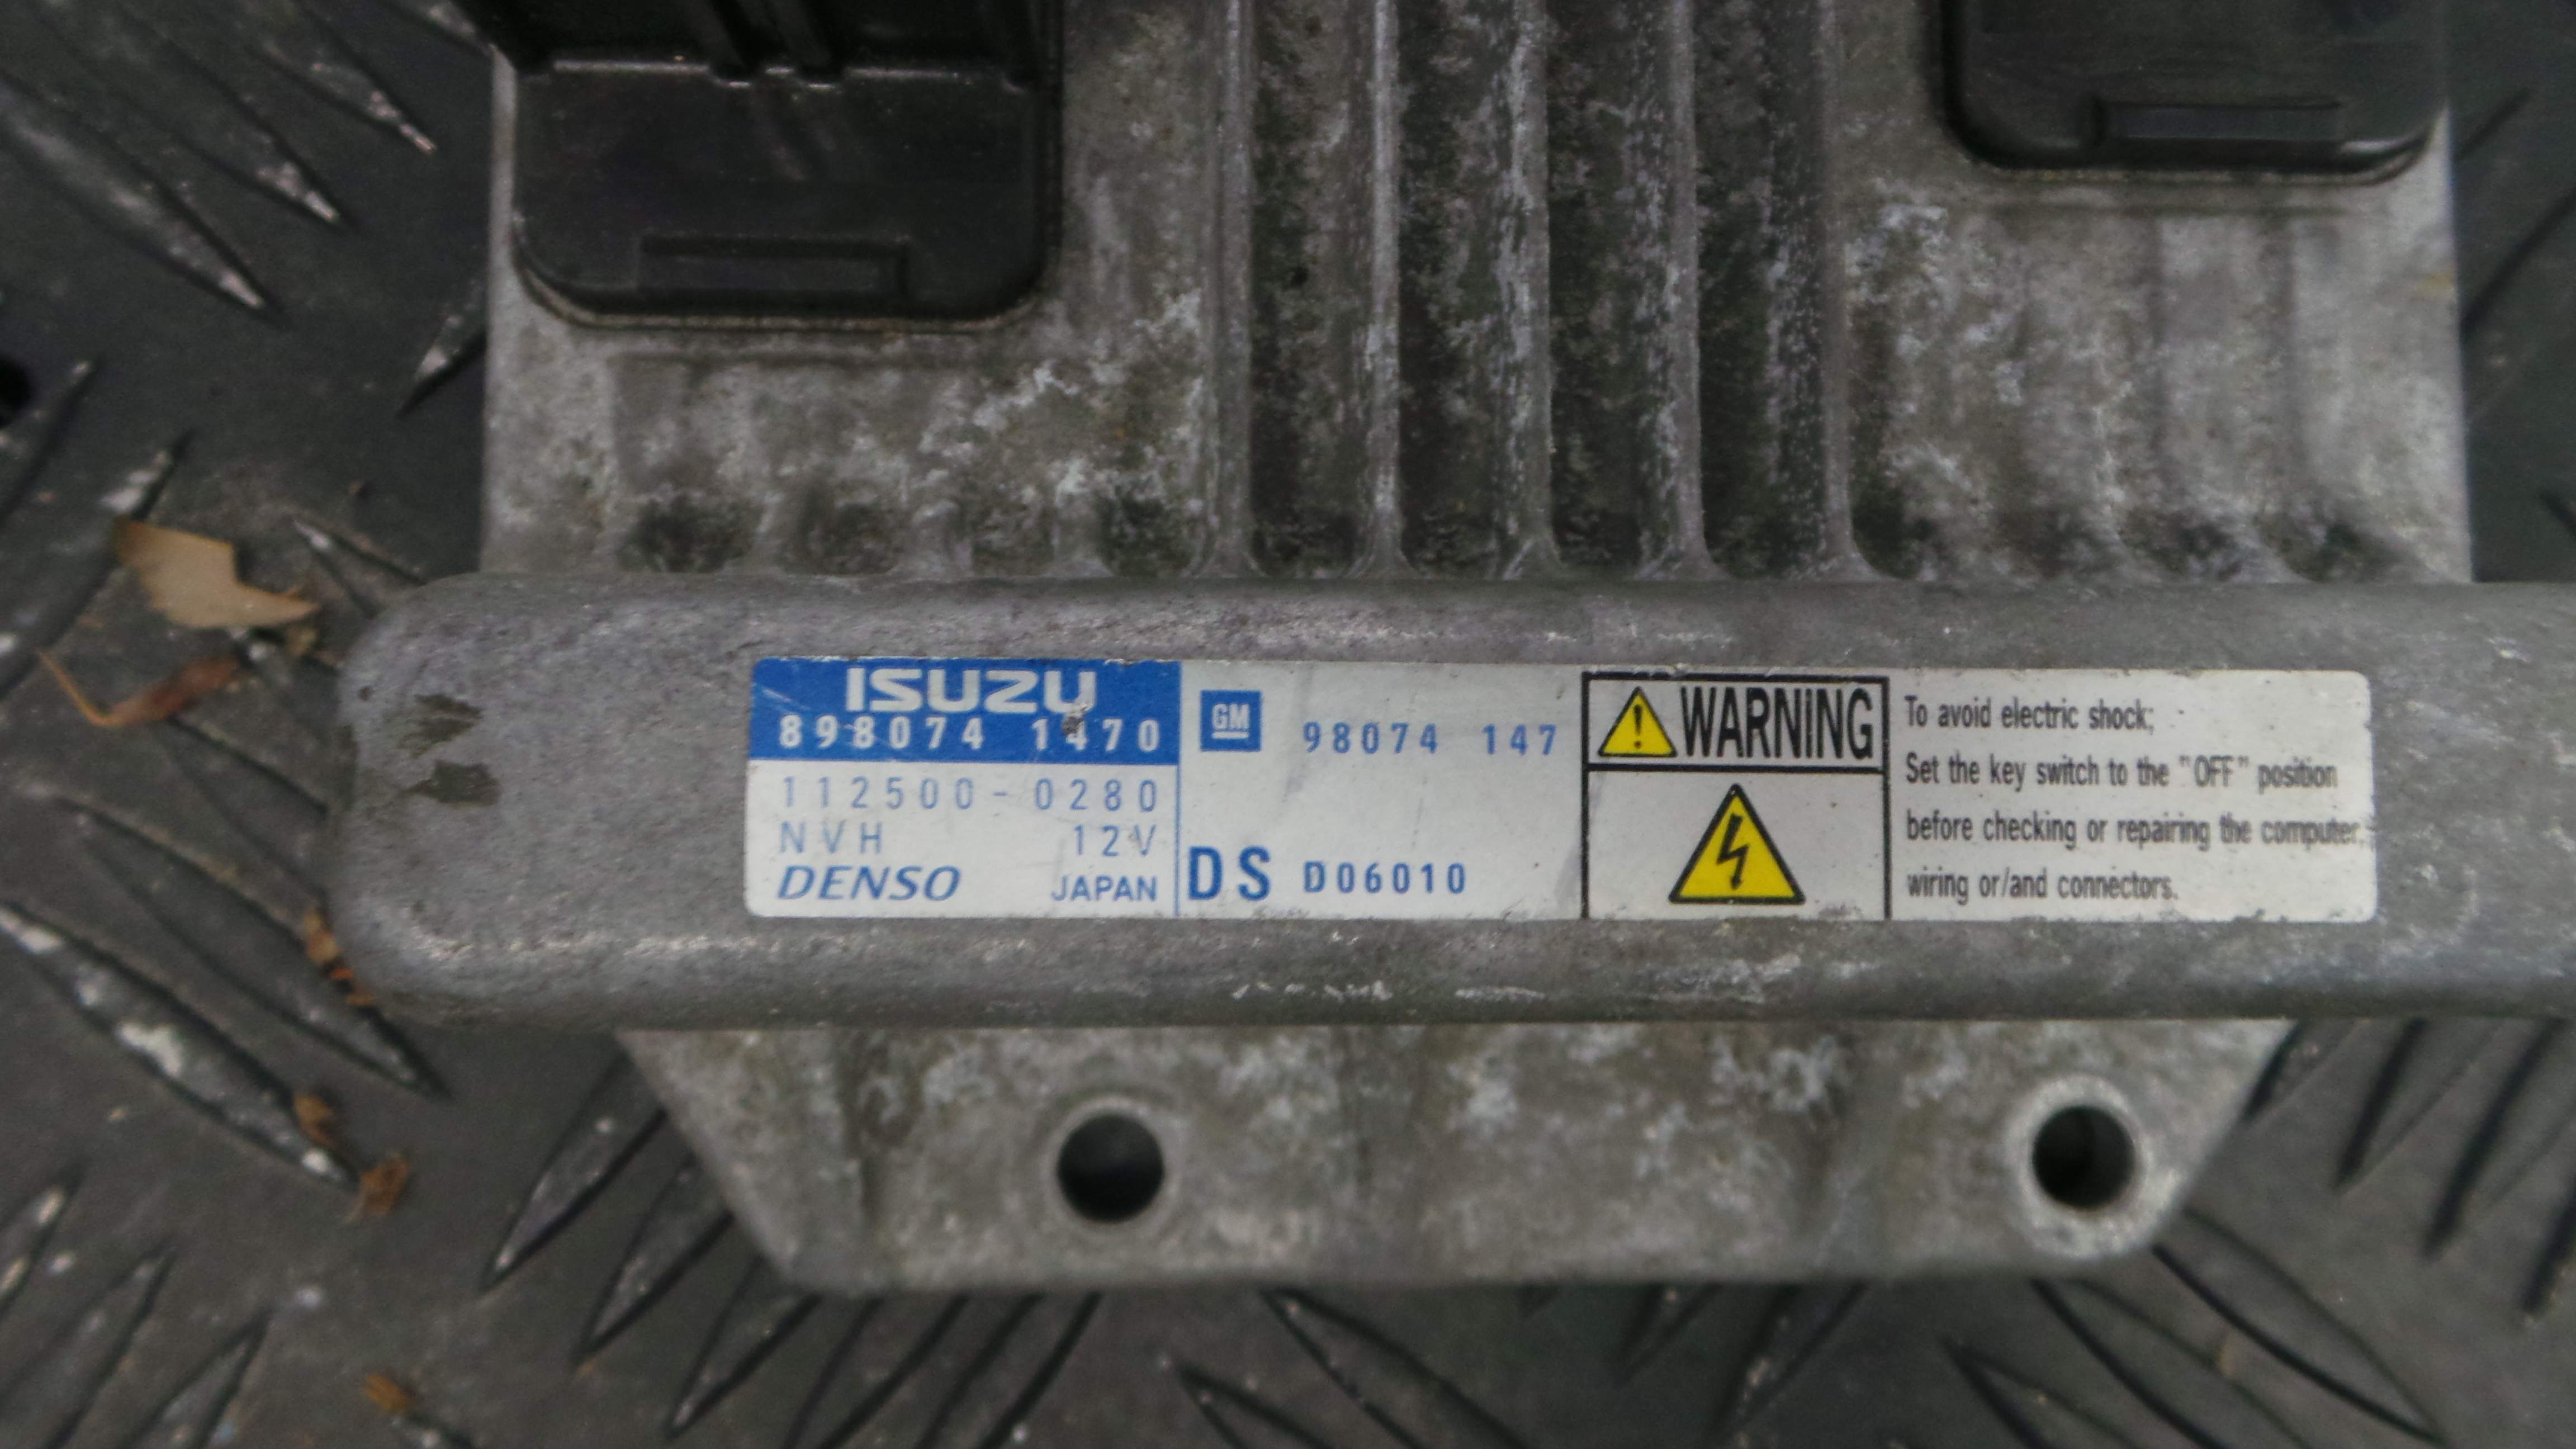 ISUZU
898074 1470
112500-0280
NVH 12V
DENSO JAPAN
GM 98074 147
DS D06010
WARNING
To avoid electric shock;
Set the key switch to the "OFF" position
before checking or repairing the computer,
wiring or/and connectors.